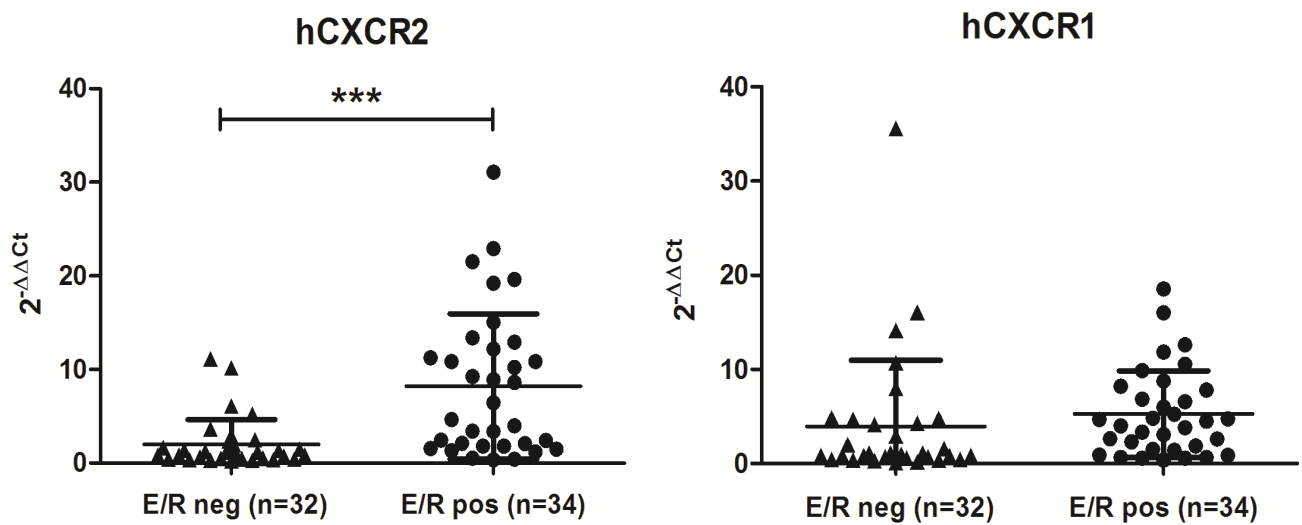 hCXCR2
***
40
30
20
10
0
2^-ΔΔCt
E/R neg (n=32)
E/R pos (n=34)
hCXCR1
40
30
20
10
0
2^-ΔΔCt
E/R neg (n=32)
E/R pos (n=34)